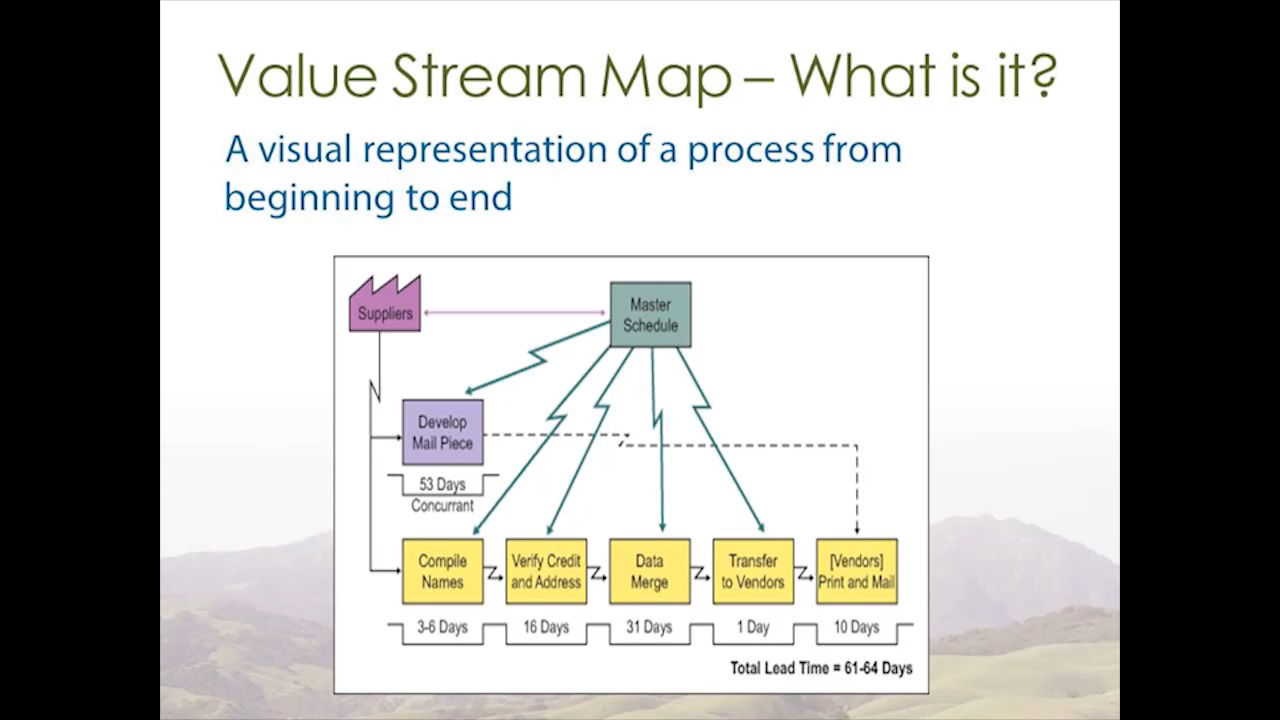 Value Stream Map – What is it?
A visual representation of a process from
beginning to end
Suppliers
Master
Schedule
Develop
Mail Piece
53 Days
Concurrant
Compile
Names
Verify Credit
and Address
Data
Merge
Transfer
to Vendors
[Vendors]
Print and Mail
3-6 Days
16 Days
31 Days
1 Day
10 Days
Total Lead Time = 61-64 Days